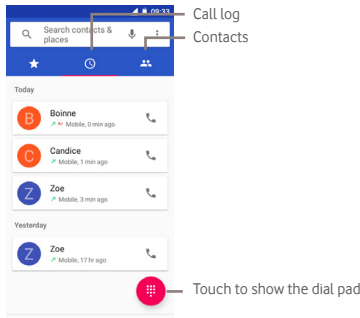 09:33
Call log
Search contacts &
places
Contacts
Today
B
Boinne
Mobile, 0 min ago
C
Candice
Mobile, 1 min ago
Z
Zoe
Mobile, 3 min ago
Yesterday
Z
Zoe
Mobile, 17 hr ago
Touch to show the dial pad